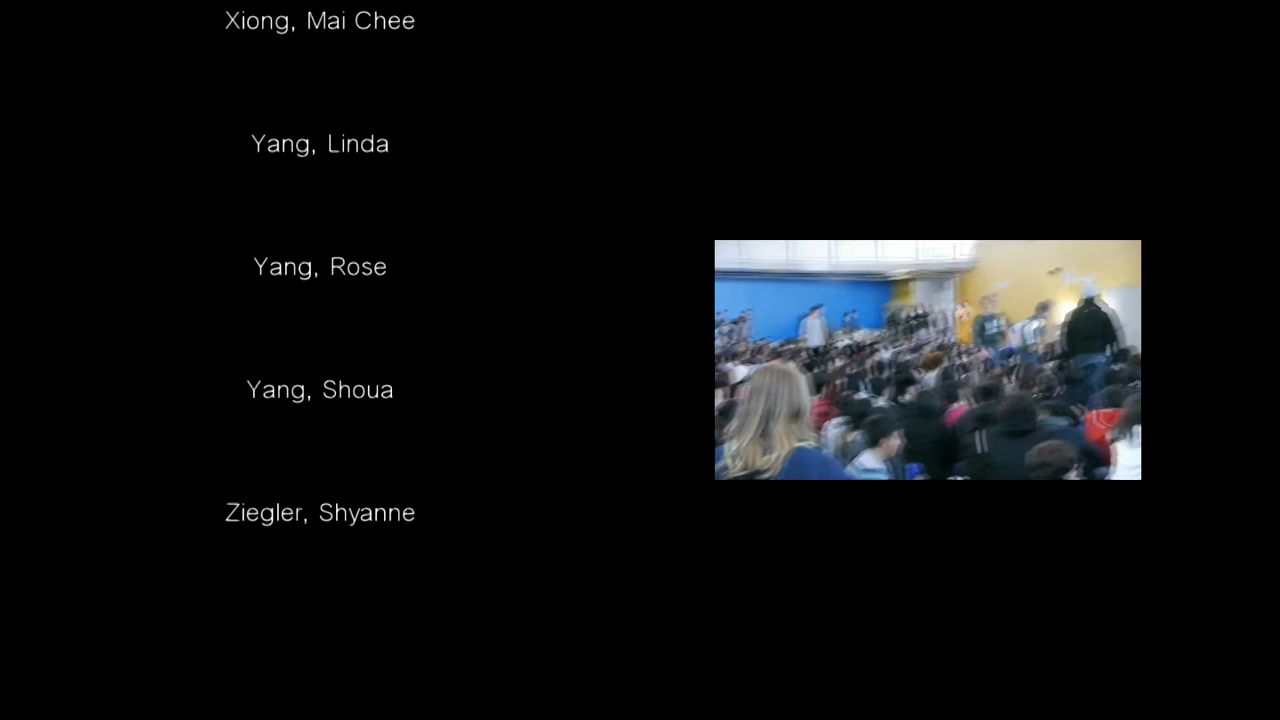 Xiong, Mai Chee
Yang, Linda
Yang, Rose
Yang, Shoua
Ziegler, Shyanne